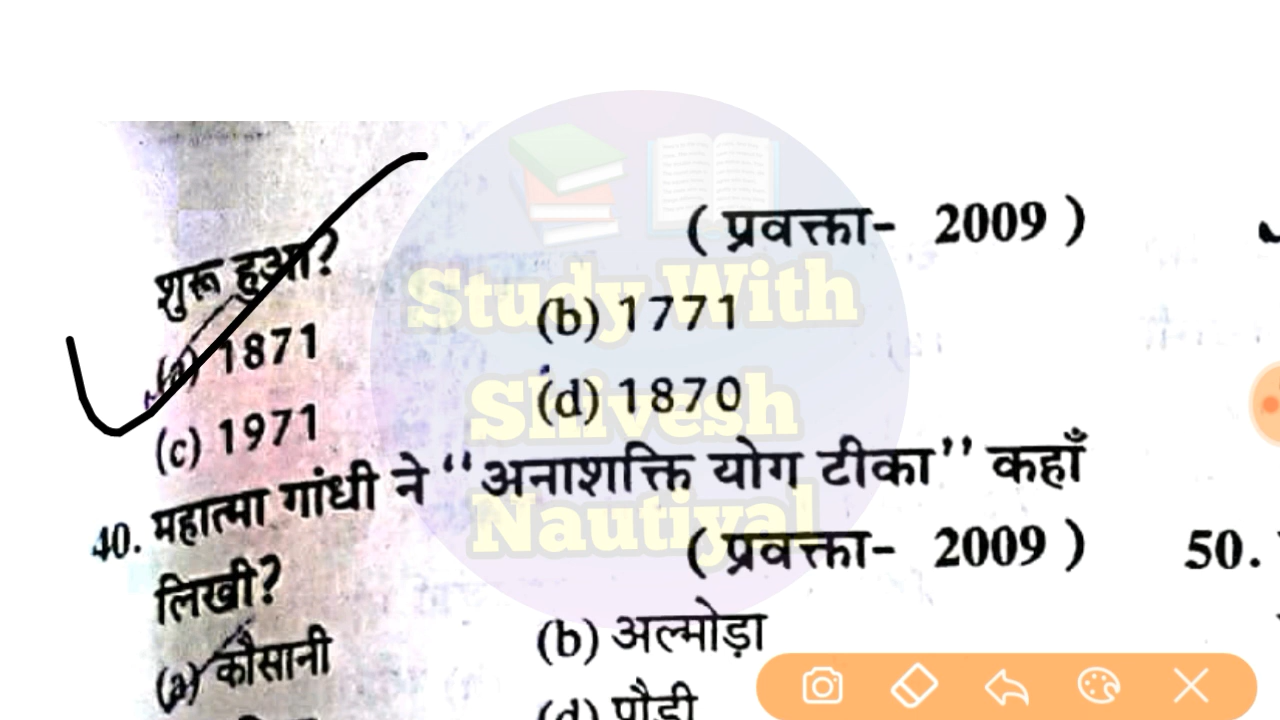 शुरू हुआ?
( प्रवक्ता- 2009 )
(a) 1871
(b) 1771
(c) 1971
(d) 1870
40. महात्मा गांधी ने “अनाशक्ति योग टीका” कहाँ
लिखी?
( प्रवक्ता- 2009 )
50.
(a) कौसानी
(b) अल्मोड़ा
(d) पौड़ी
Study With
Shivesh
Nautiyal